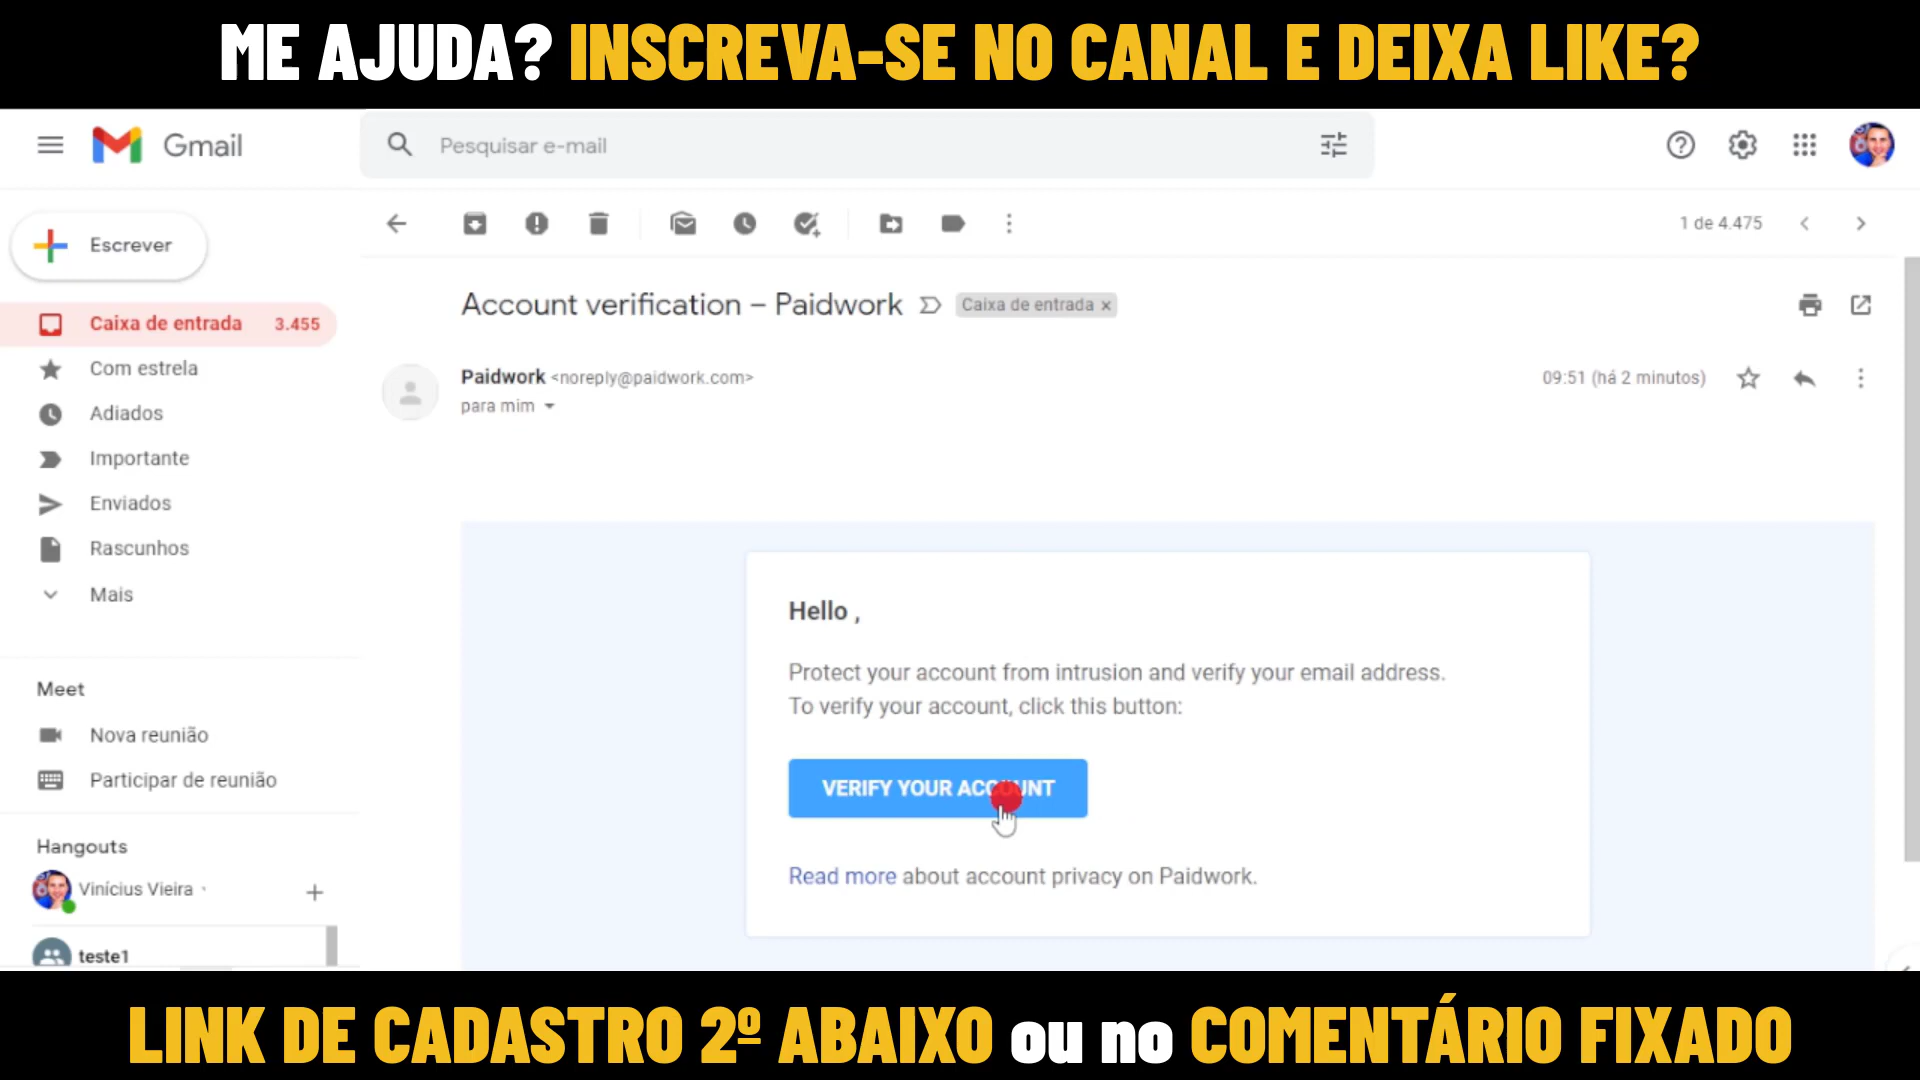 ME AJUDA? INSCREVA-SE NO CANAL E DEIXA LIKE?
Gmail
Pesquisar e-mail
Escrever
1 de 4.475
Account verification – Paidwork
Caixa de entrada ×
Caixa de entrada 3.455
Com estrela
Adiados
Importante
Enviados
Rascunhos
Mais
Paidwork <noreply@paidwork.com>
09:51 (há 2 minutos)
para mim
Hello ,
Protect your account from intrusion and verify your email address.
To verify your account, click this button:
VERIFY YOUR ACCOUNT
Read more about account privacy on Paidwork.
Meet
Nova reunião
Participar de reunião
Hangouts
Vinícius Vieira
teste1
LINK DE CADASTRO 2º ABAIXO ou no COMENTÁRIO FIXADO